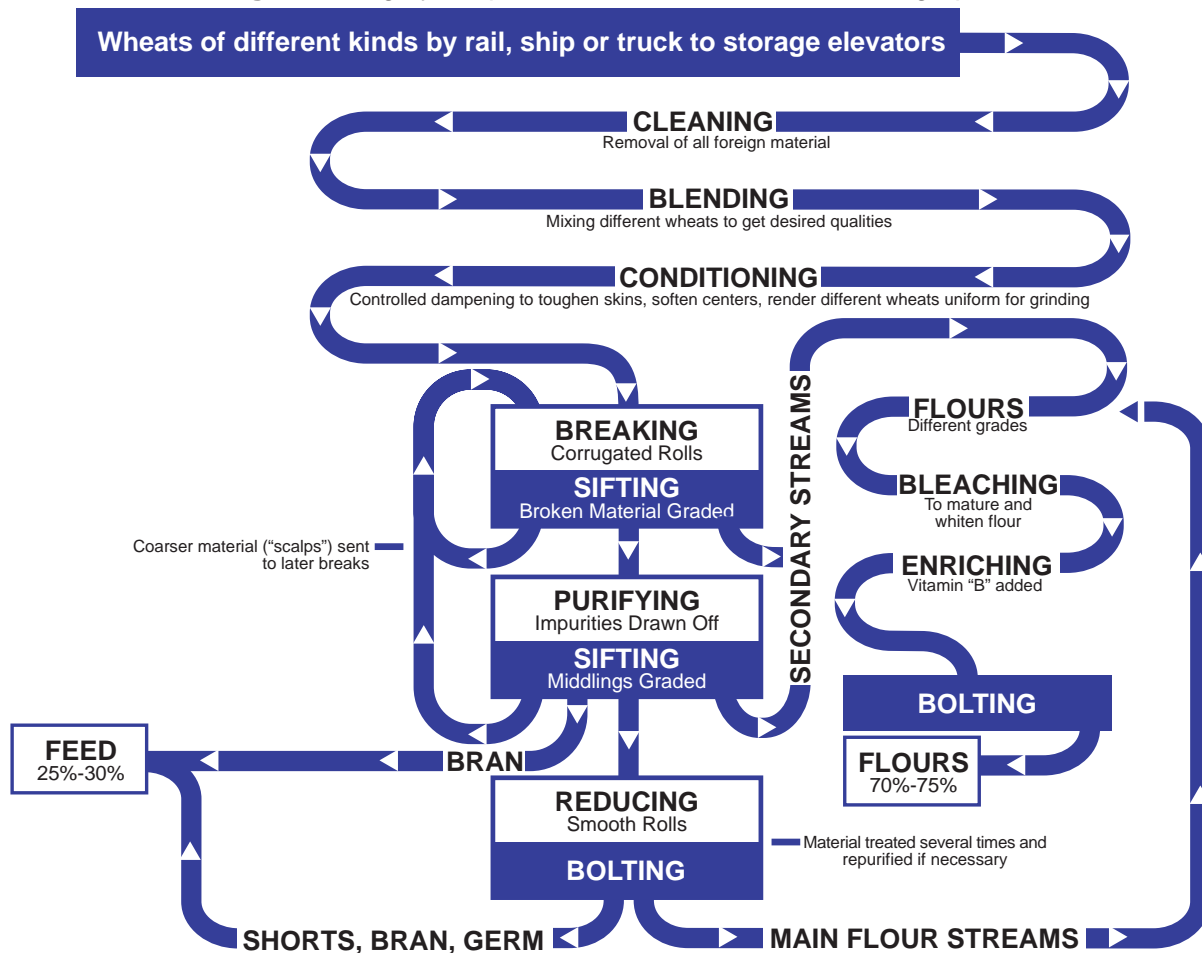 Wheats of different kinds by rail, ship or truck to storage elevators
CLEANING
Removal of all foreign material
BLENDING
Mixing different wheats to get desired qualities
CONDITIONING
Controlled dampening to toughen skins, soften centers, render different wheats uniform for grinding
BREAKING
Corrugated Rolls
SIFTING
Broken Material Graded
Coarser material (“scalps”) sent
to later breaks
PURIFYING
Impurities Drawn Off
SIFTING
Middlings Graded
SECONDARY STREAMS
FLOURS
Different grades
BLEACHING
To mature and
whiten flour
ENRICHING
Vitamin “B” added
BOLTING
FLOURS
70%-75%
FEED
25%-30%
BRAN
REDUCING
Smooth Rolls
BOLTING
Material treated several times and
repurified if necessary
SHORTS, BRAN, GERM
MAIN FLOUR STREAMS